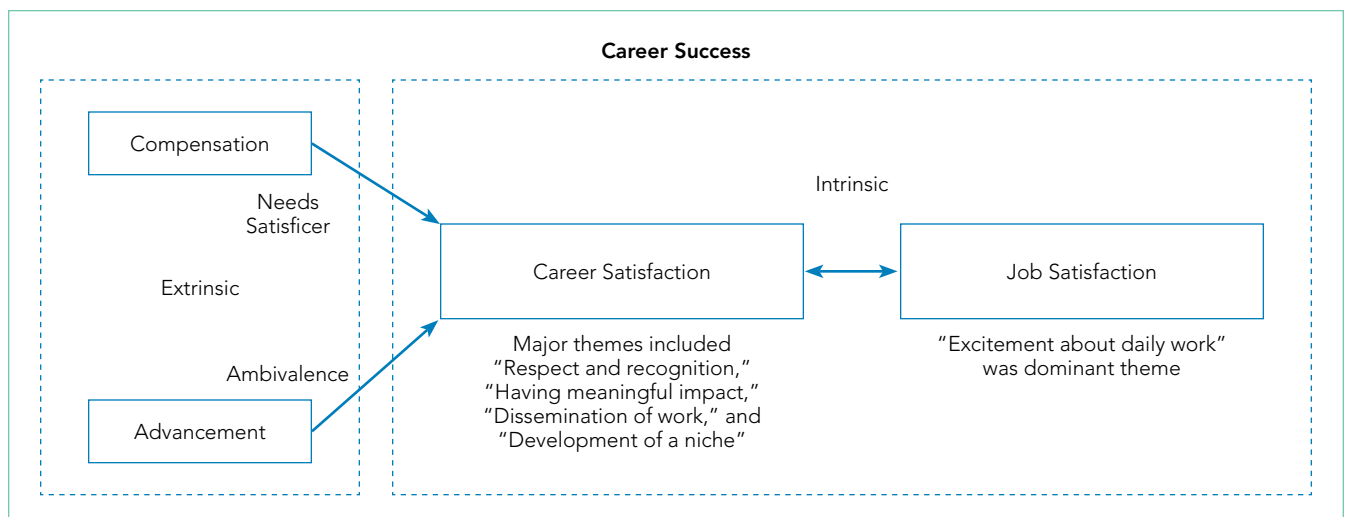 Career Success
Compensation
Needs
Satisficer
Extrinsic
Ambivalence
Advancement
Intrinsic
Career Satisfaction
Major themes included
“Respect and recognition,”
“Having meaningful impact,”
“Dissemination of work,” and
“Development of a niche”
Job Satisfaction
“Excitement about daily work”
was dominant theme